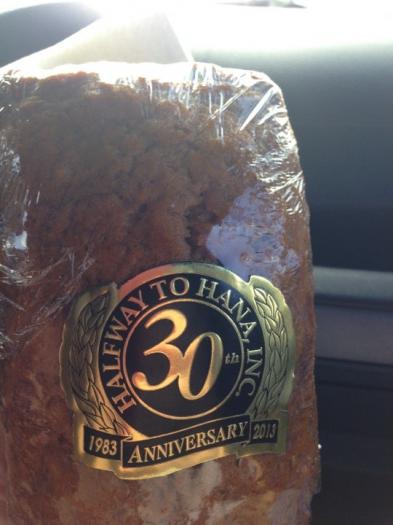 HALFWAY TO HANA, INC.
30th
1983 ANNIVERSARY 2013